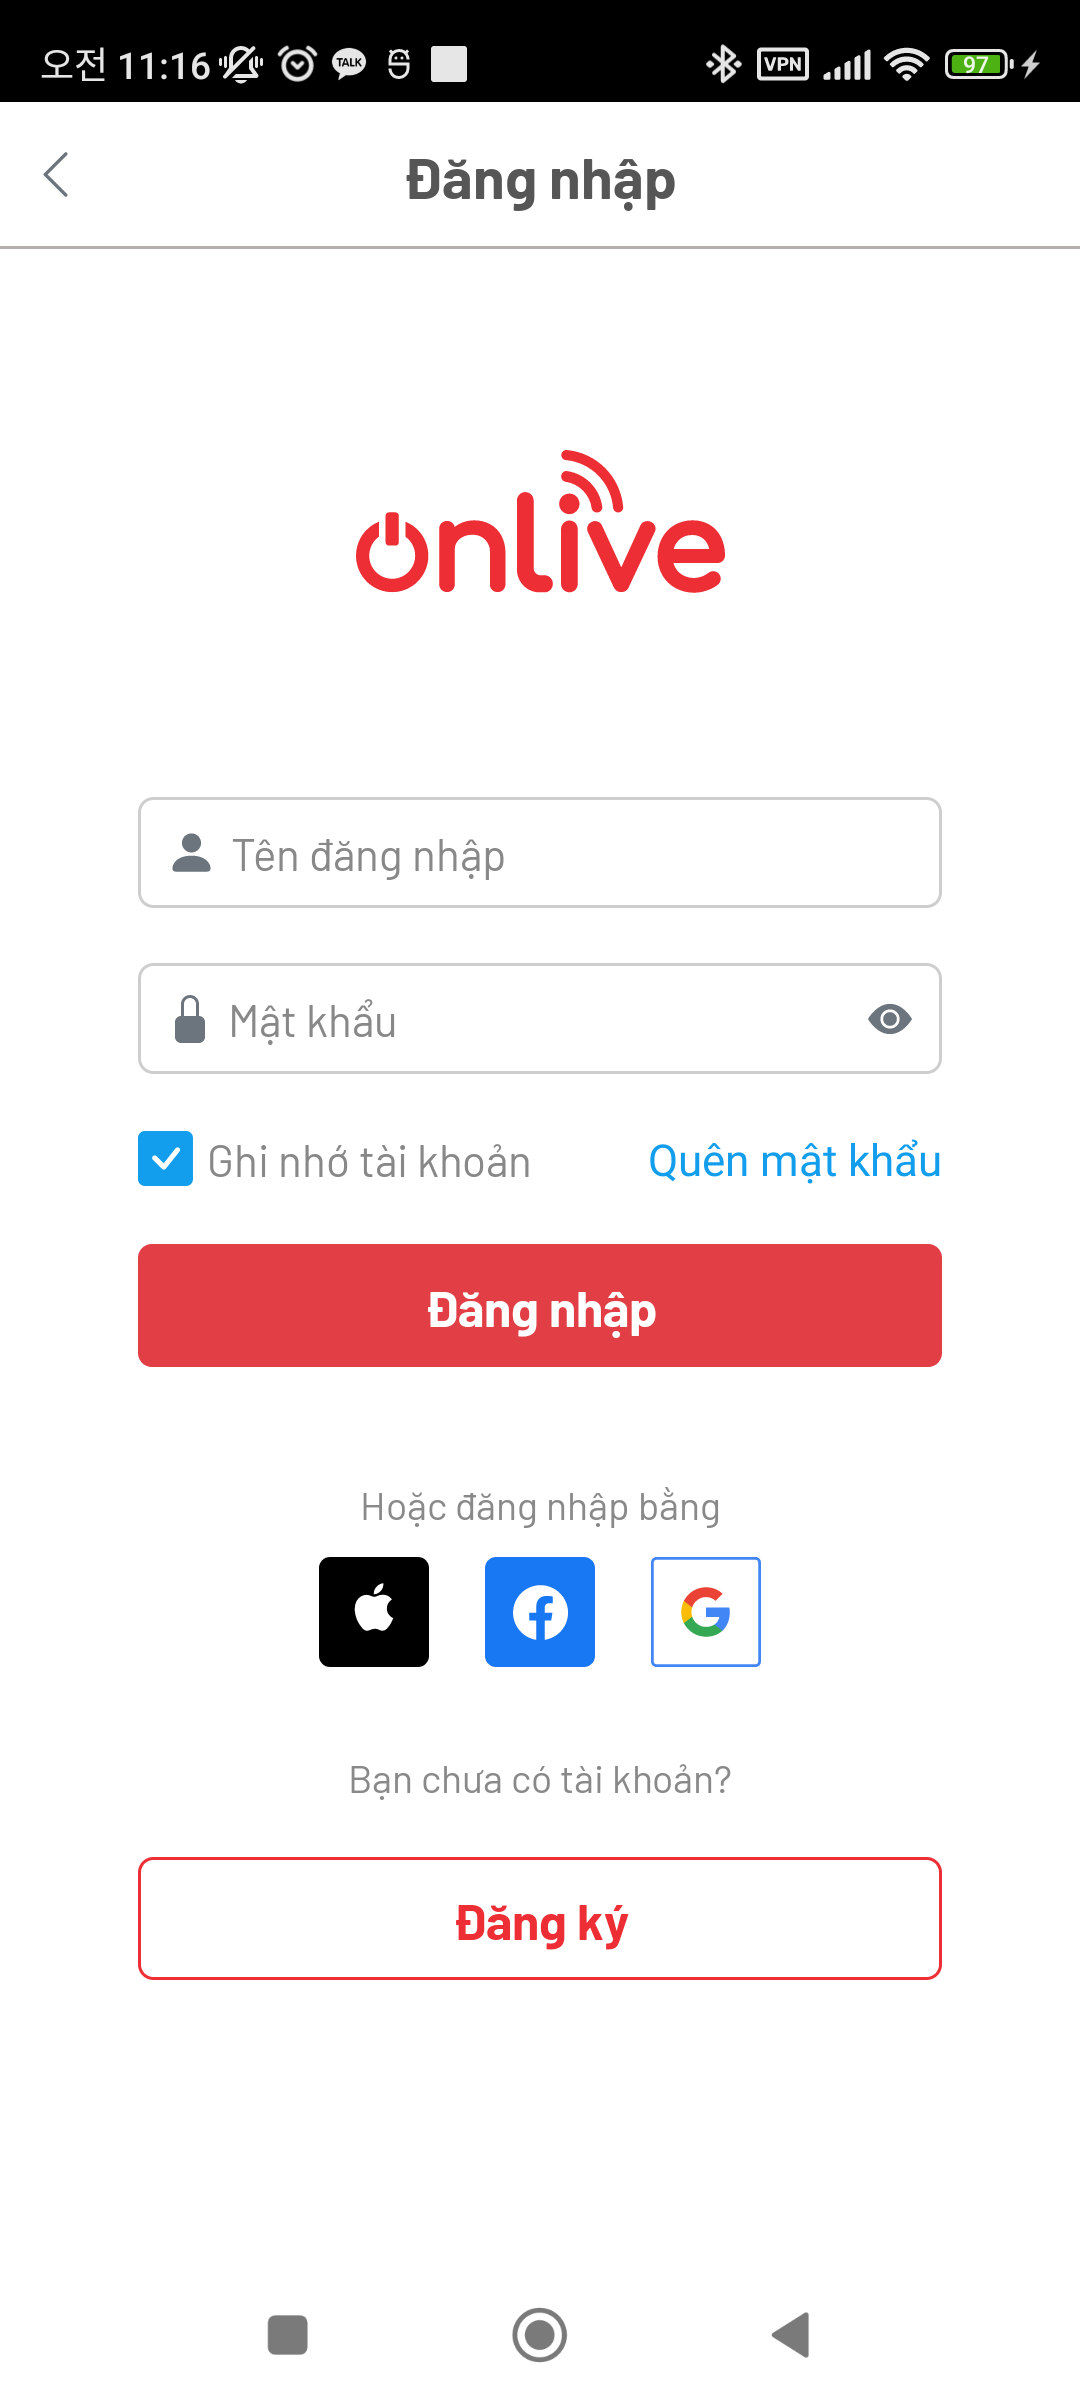 오전 11:16 TALK VPN 97
Đăng nhập
onlive
Tên đăng nhập
Mật khẩu
Ghi nhớ tài khoản Quên mật khẩu
Đăng nhập
Hoặc đăng nhập bằng
Bạn chưa có tài khoản?
Đăng ký